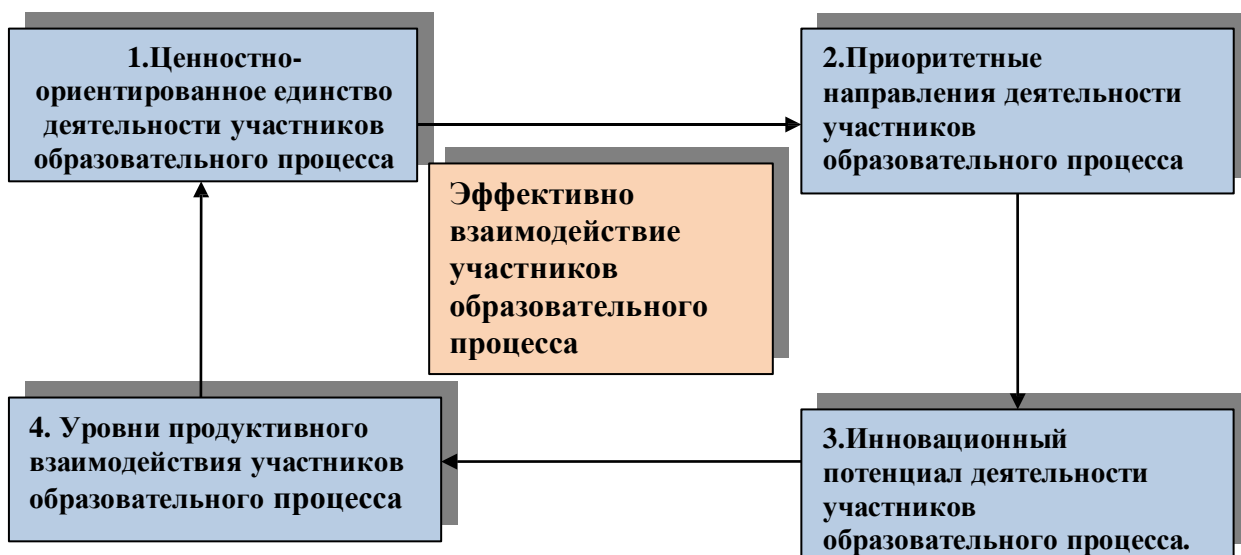 1.Ценностно-
ориентированное единство
деятельности участников
образовательного процесса
2.Приоритетные
направления деятельности
участников
образовательного процесса
Эффективно
взаимодействие
участников
образовательного
процесса
4. Уровни продуктивного
взаимодействия участников
образовательного процесса
3.Инновационный
потенциал деятельности
участников
образовательного процесса.